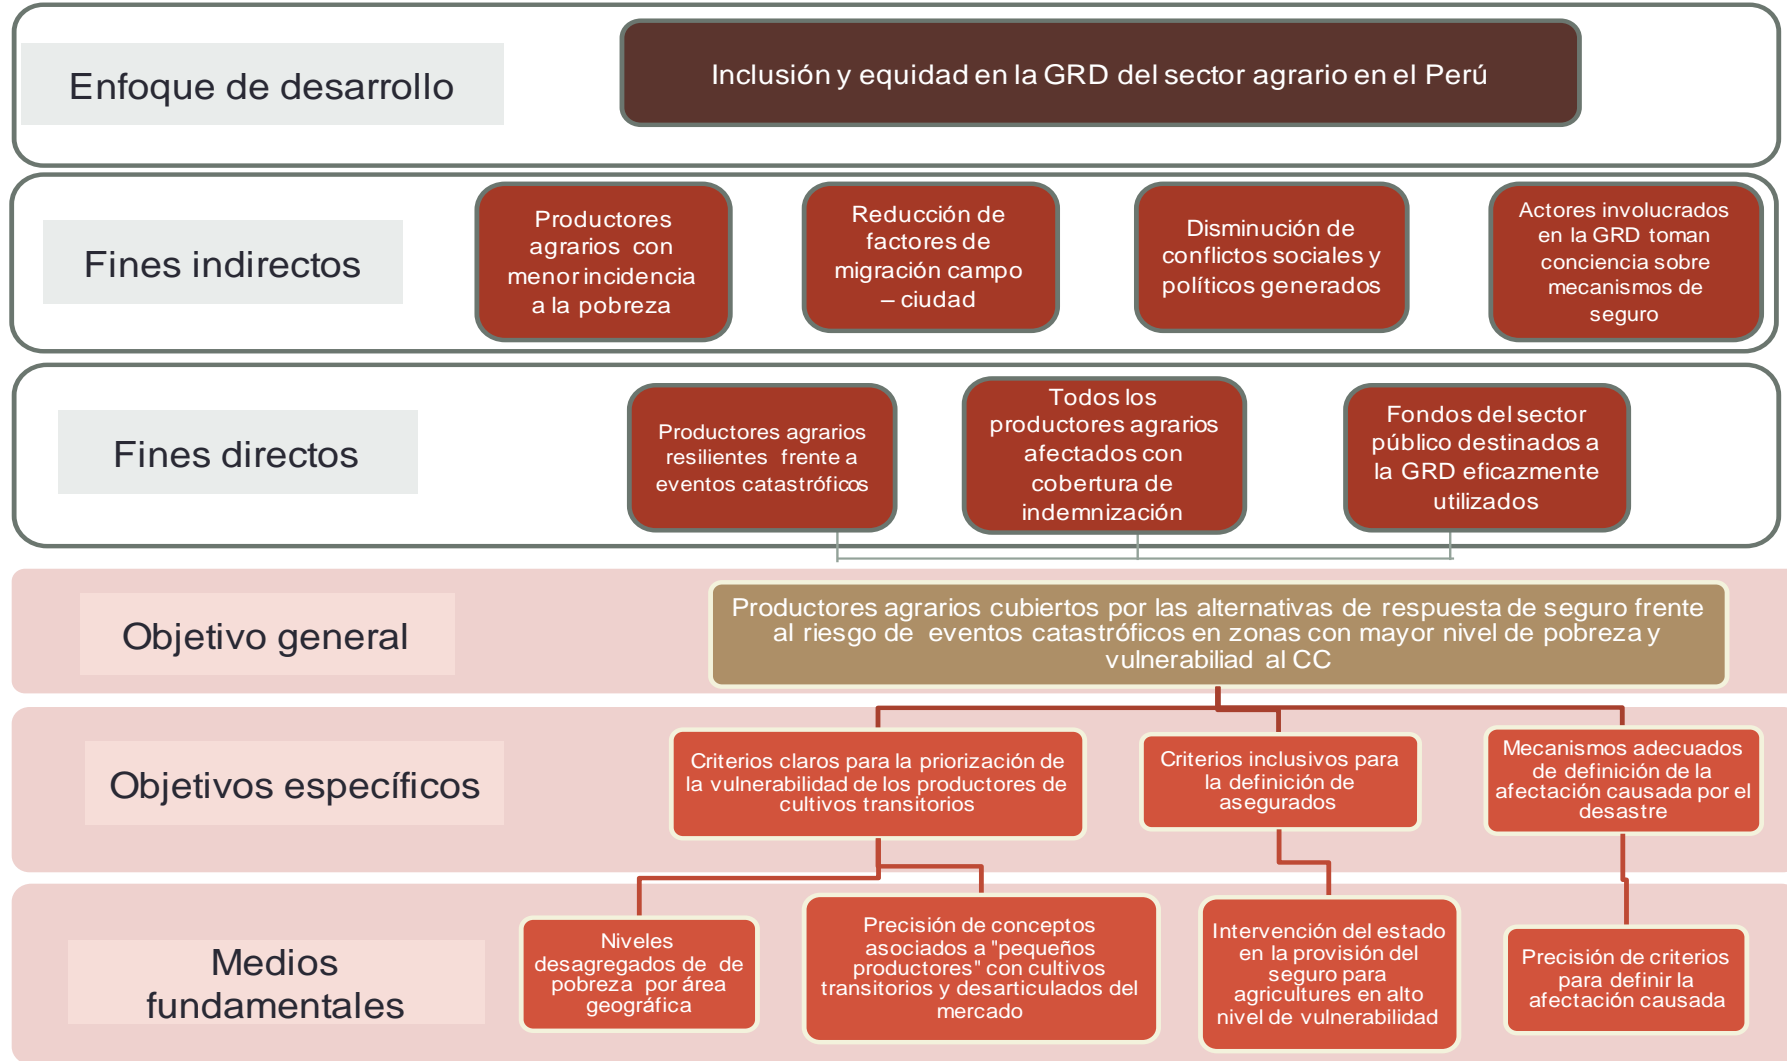 Enfoque de desarrollo
Inclusión y equidad en la GRD del sector agrario en el Perú
Fines indirectos
Productores
agrarios con
menor incidencia
a la pobreza
Reducción de
factores de
migración campo
– ciudad
Disminución de
conflictos sociales y
políticos generados
Actores involucrados
en la GRD toman
conciencia sobre
mecanismos de
seguro
Fines directos
Productores agrarios
resilientes frente a
eventos catastróficos
Todos los
productores agrarios
afectados con
cobertura de
indemnización
Fondos del sector
público destinados a
la GRD eficazmente
utilizados
Objetivo general
Productores agrarios cubiertos por las alternativas de respuesta de seguro frente
al riesgo de eventos catastróficos en zonas con mayor nivel de pobreza y
vulnerabiliad al CC
Objetivos específicos
Criterios claros para la priorización de
la vulnerabilidad de los productores de
cultivos transitorios
Criterios inclusivos para
la definición de
asegurados
Mecanismos adecuados
de definición de la
afectación causada por el
desastre
Medios
fundamentales
Niveles
desagregados de de
pobreza por área
geográfica
Precisión de conceptos
asociados a "pequeños
productores" con cultivos
transitorios y desarticulados del
mercado
Intervención del estado
en la provisión del
seguro para
agricultures en alto
nivel de vulnerabilidad
Precisión de criterios
para definir la
afectación causada